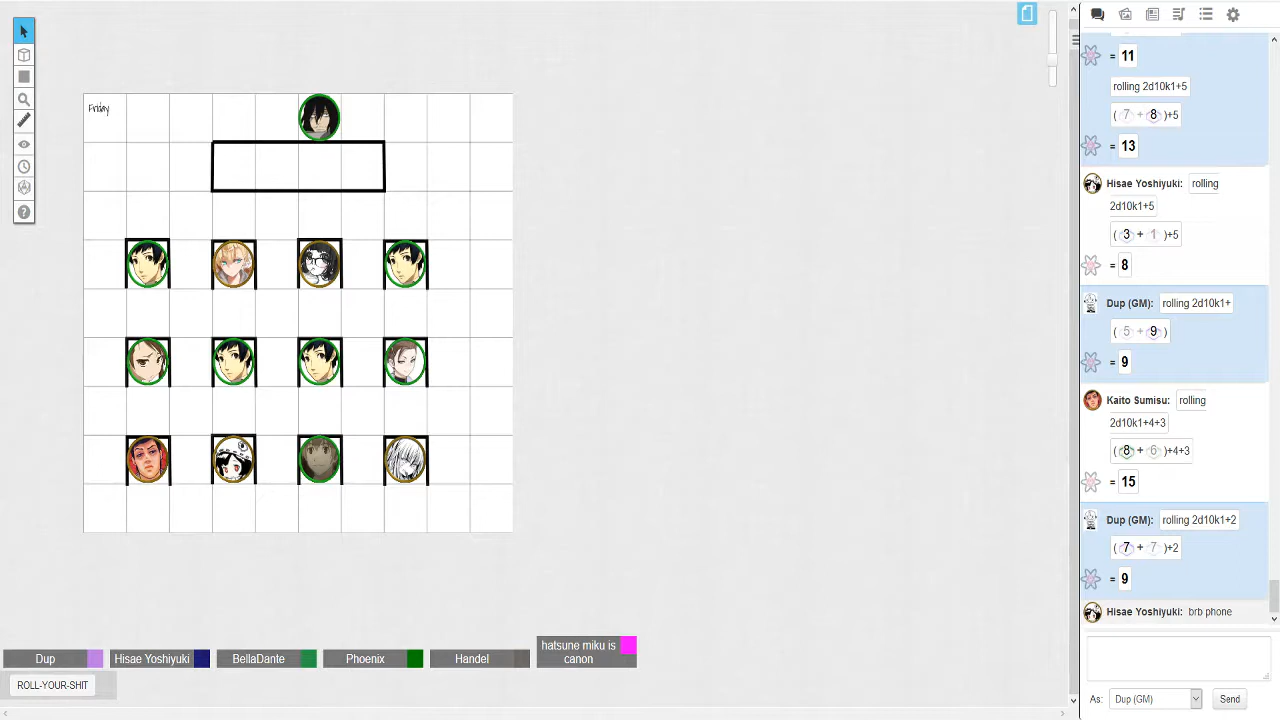 = 11
rolling 2d10k1+5
( 7 + 8 )+5
= 13
Friday
Hisae Yoshiyuki: rolling
2d10k1+5
( 3 + 1 )+5
= 8
Dup (GM): rolling 2d10k1+
( 5 + 9 )
= 9
Kaito Sumisu: rolling
2d10k1+4+3
( 8 + 6 )+4+3
= 15
Dup (GM): rolling 2d10k1+2
( 7 + 7 )+2
= 9
Hisae Yoshiyuki: brb phone
Dup
Hisae Yoshiyuki
BellaDante
Phoenix
Handel
hatsune miku is
canon
ROLL-YOUR-SHIT
As: Dup (GM) Send